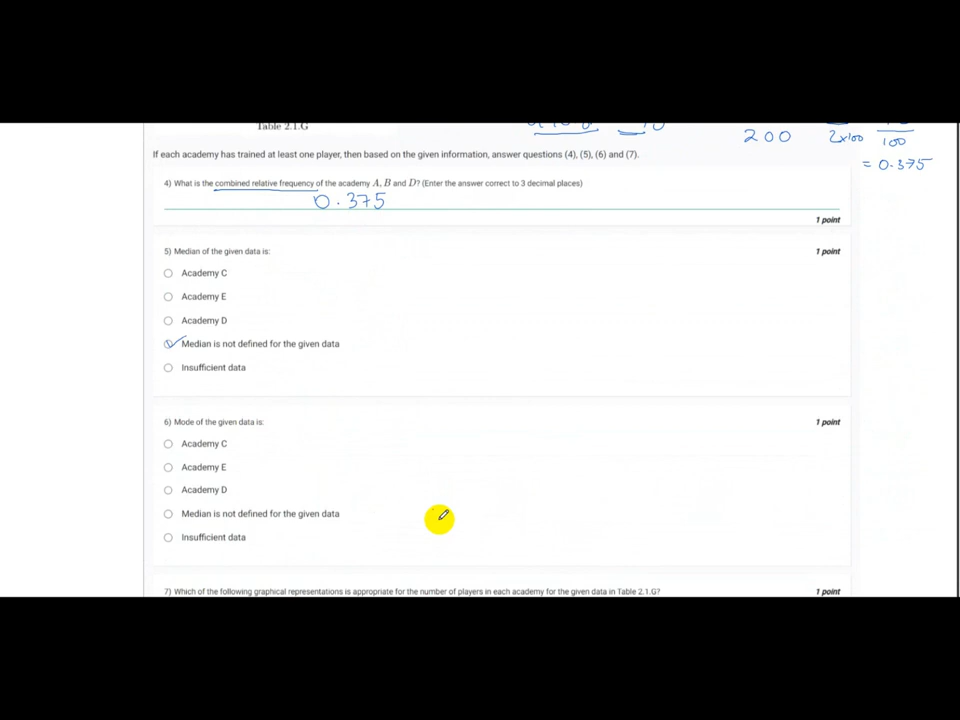 Table 2.1.G
200
2x100
100
= 0.375
If each academy has trained at least one player, then based on the given information, answer questions (4), (5), (6) and (7).
4) What is the combined relative frequency of the academy A, B and D? (Enter the answer correct to 3 decimal places)
0.375
1 point
5) Median of the given data is:
1 point
Academy C
Academy E
Academy D
Median is not defined for the given data
Insufficient data
6) Mode of the given data is:
1 point
Academy C
Academy E
Academy D
Median is not defined for the given data
Insufficient data
7) Which of the following graphical representations is appropriate for the number of players in each academy for the given data in Table 2.1.G?
1 point